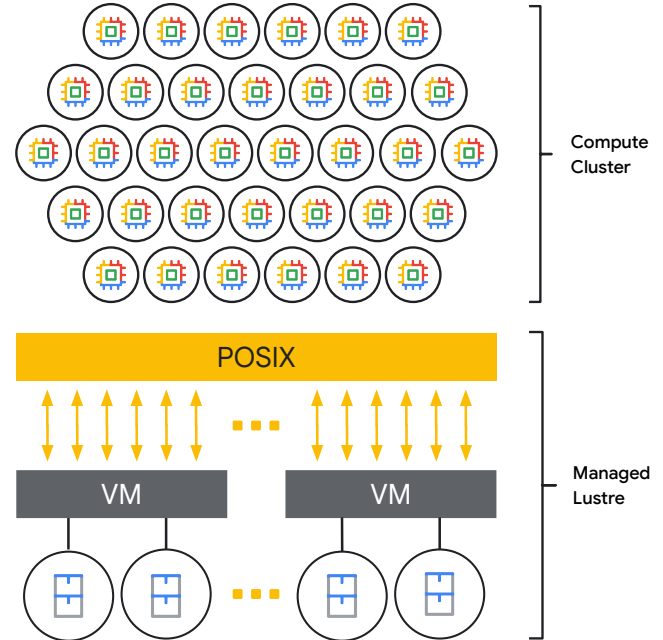 Compute
Cluster
POSIX
VM
VM
Managed
Lustre